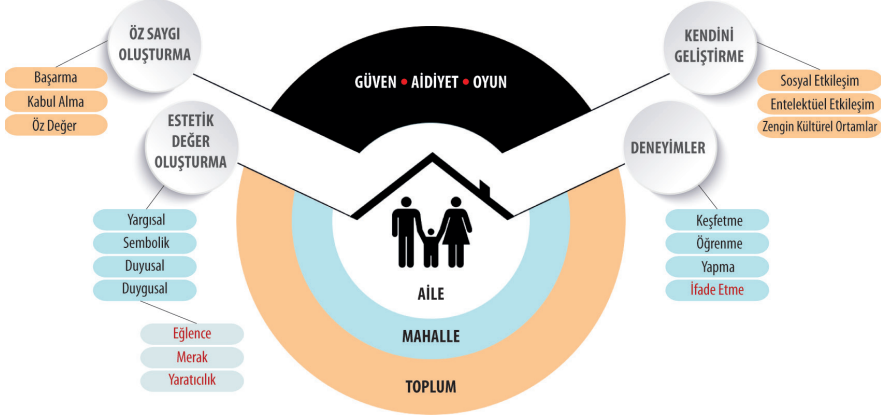 ÖZ SAYGI
OLUŞTURMA
Başarma
Kabul Alma
Öz Değer
ESTETİK
DEĞER
OLUŞTURMA
Yargısal
Sembolik
Duyusal
Duygusal
Eğlence
Merak
Yaratıcılık
GÜVEN • AİDİYET • OYUN
AİLE
MAHALLE
TOPLUM
KENDİNİ
GELİŞTİRME
Sosyal Etkileşim
Entelektüel Etkileşim
Zengin Kültürel Ortamlar
DENEYİMLER
Keşfetme
Öğrenme
Yapma
İfade Etme